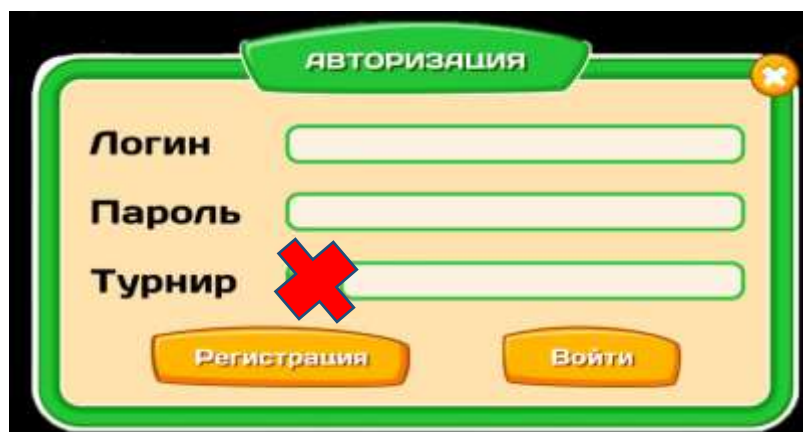 АВТОРИЗАЦИЯ
Логин
Пароль
Турнир
Регистрация
Войти